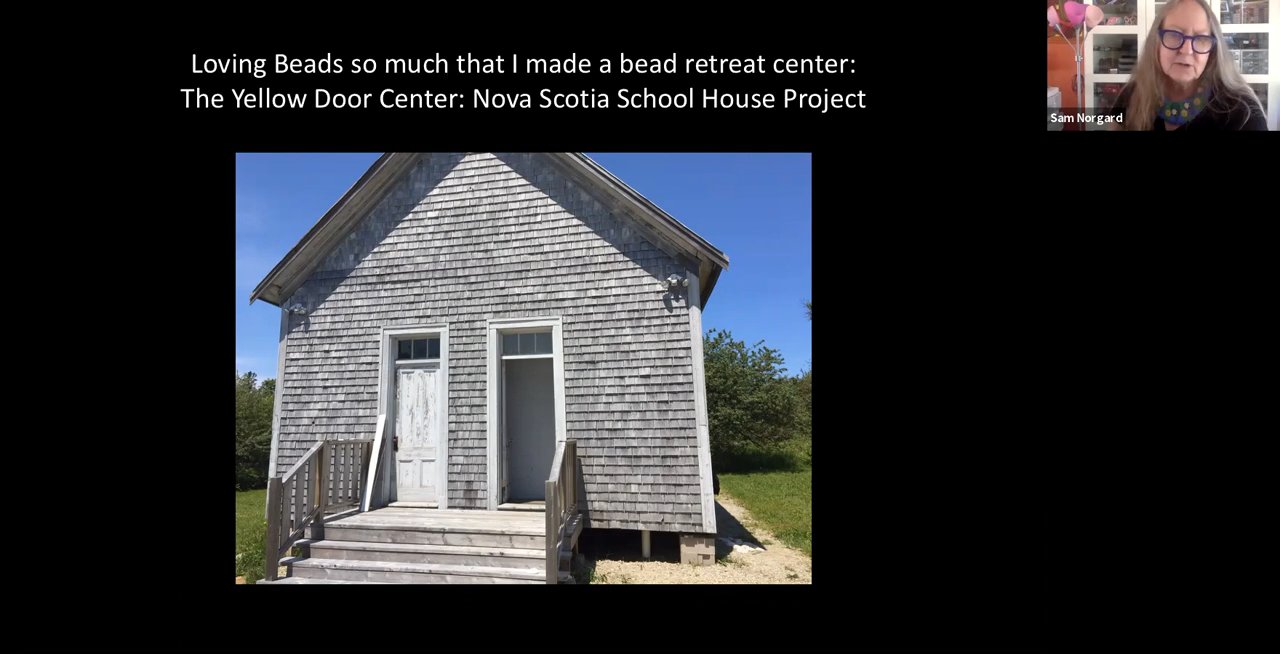 Loving Beads so much that I made a bead retreat center:
The Yellow Door Center: Nova Scotia School House Project
Sam Norgard